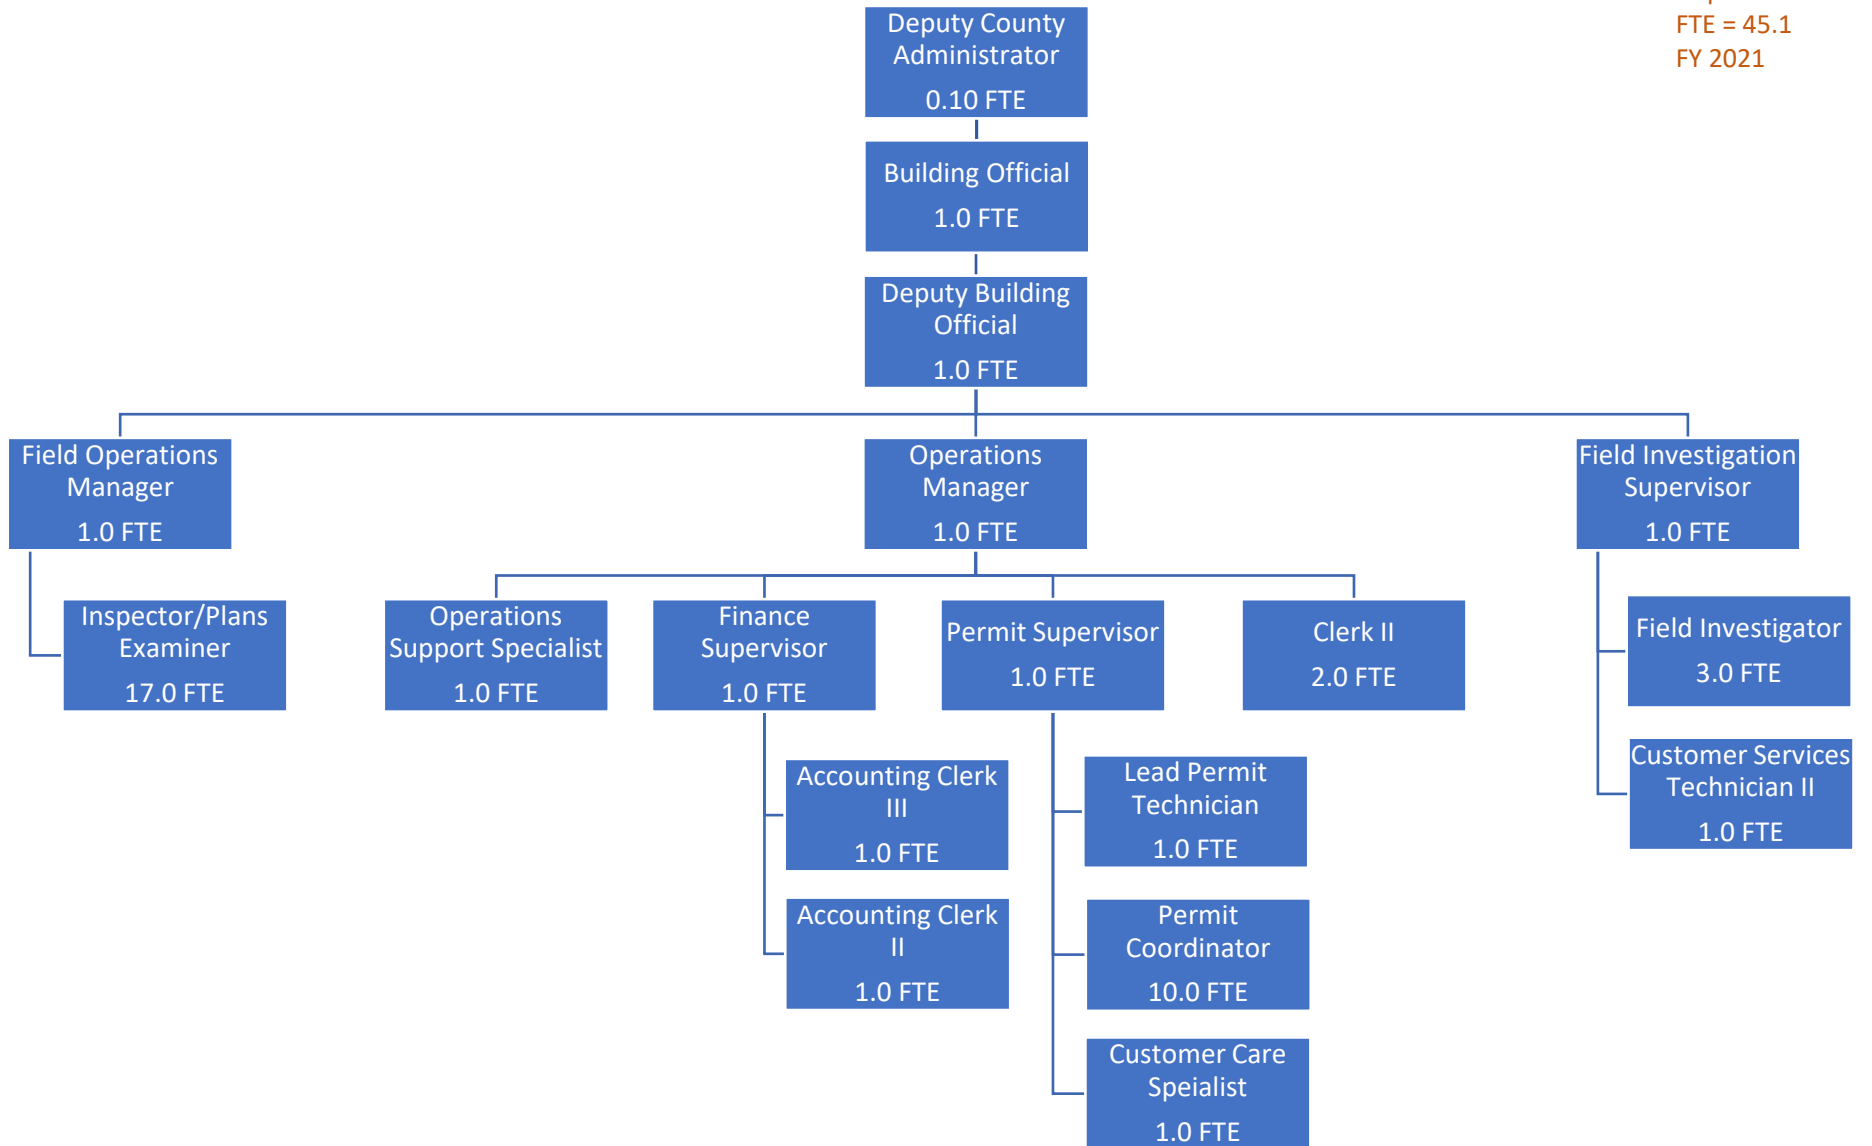 FTE = 45.1
FY 2021
Deputy County
Administrator
0.10 FTE
Building Official
1.0 FTE
Deputy Building
Official
1.0 FTE
Field Operations
Manager
1.0 FTE
Operations
Manager
1.0 FTE
Field Investigation
Supervisor
1.0 FTE
Inspector/Plans
Examiner
17.0 FTE
Operations
Support Specialist
1.0 FTE
Finance
Supervisor
1.0 FTE
Permit Supervisor
1.0 FTE
Clerk II
2.0 FTE
Field Investigator
3.0 FTE
Accounting Clerk
III
1.0 FTE
Lead Permit
Technician
1.0 FTE
Customer Services
Technician II
1.0 FTE
Accounting Clerk
II
1.0 FTE
Permit
Coordinator
10.0 FTE
Customer Care
Speialist
1.0 FTE